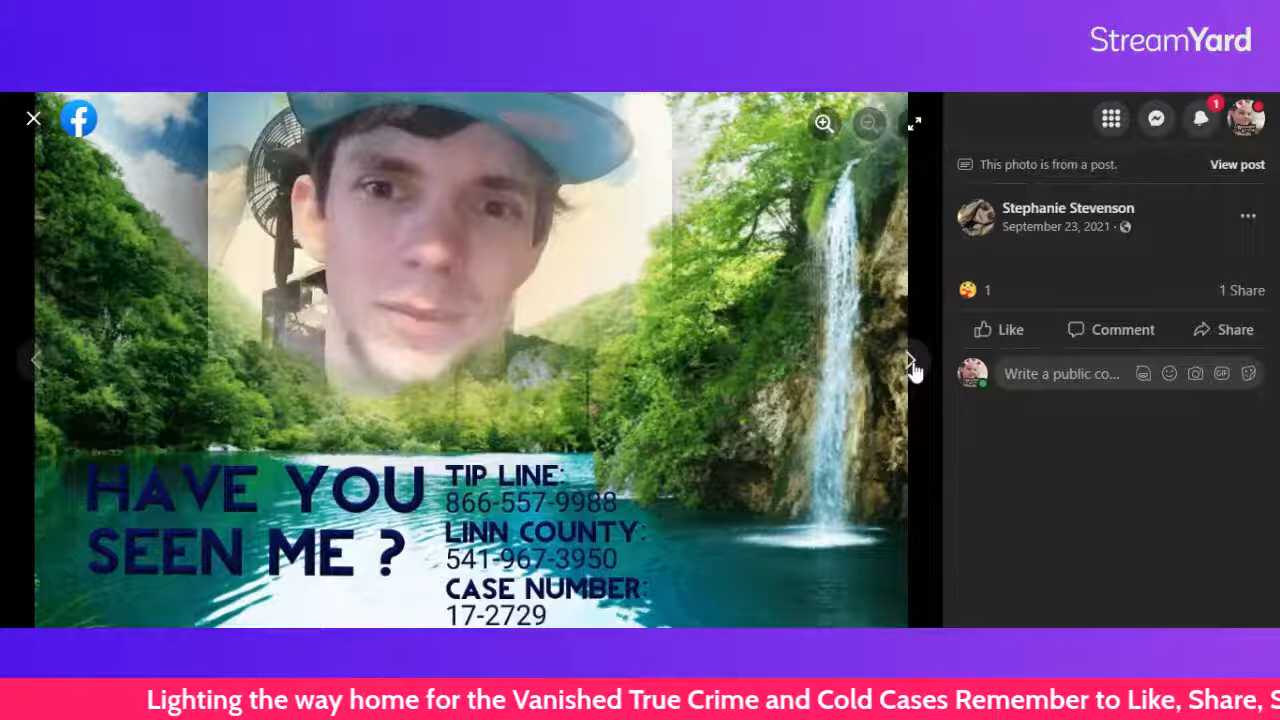 StreamYard
1
This photo is from a post.
View post
Stephanie Stevenson
September 23, 2021 ·
1
1 Share
Like
Comment
Share
Write a public co...
GIF
HAVE YOU
SEEN ME ?
TIP LINE:
866-557-9988
LINN COUNTY:
541-967-3950
CASE NUMBER:
17-2729
Lighting the way home for the Vanished True Crime and Cold Cases Remember to Like, Share, S